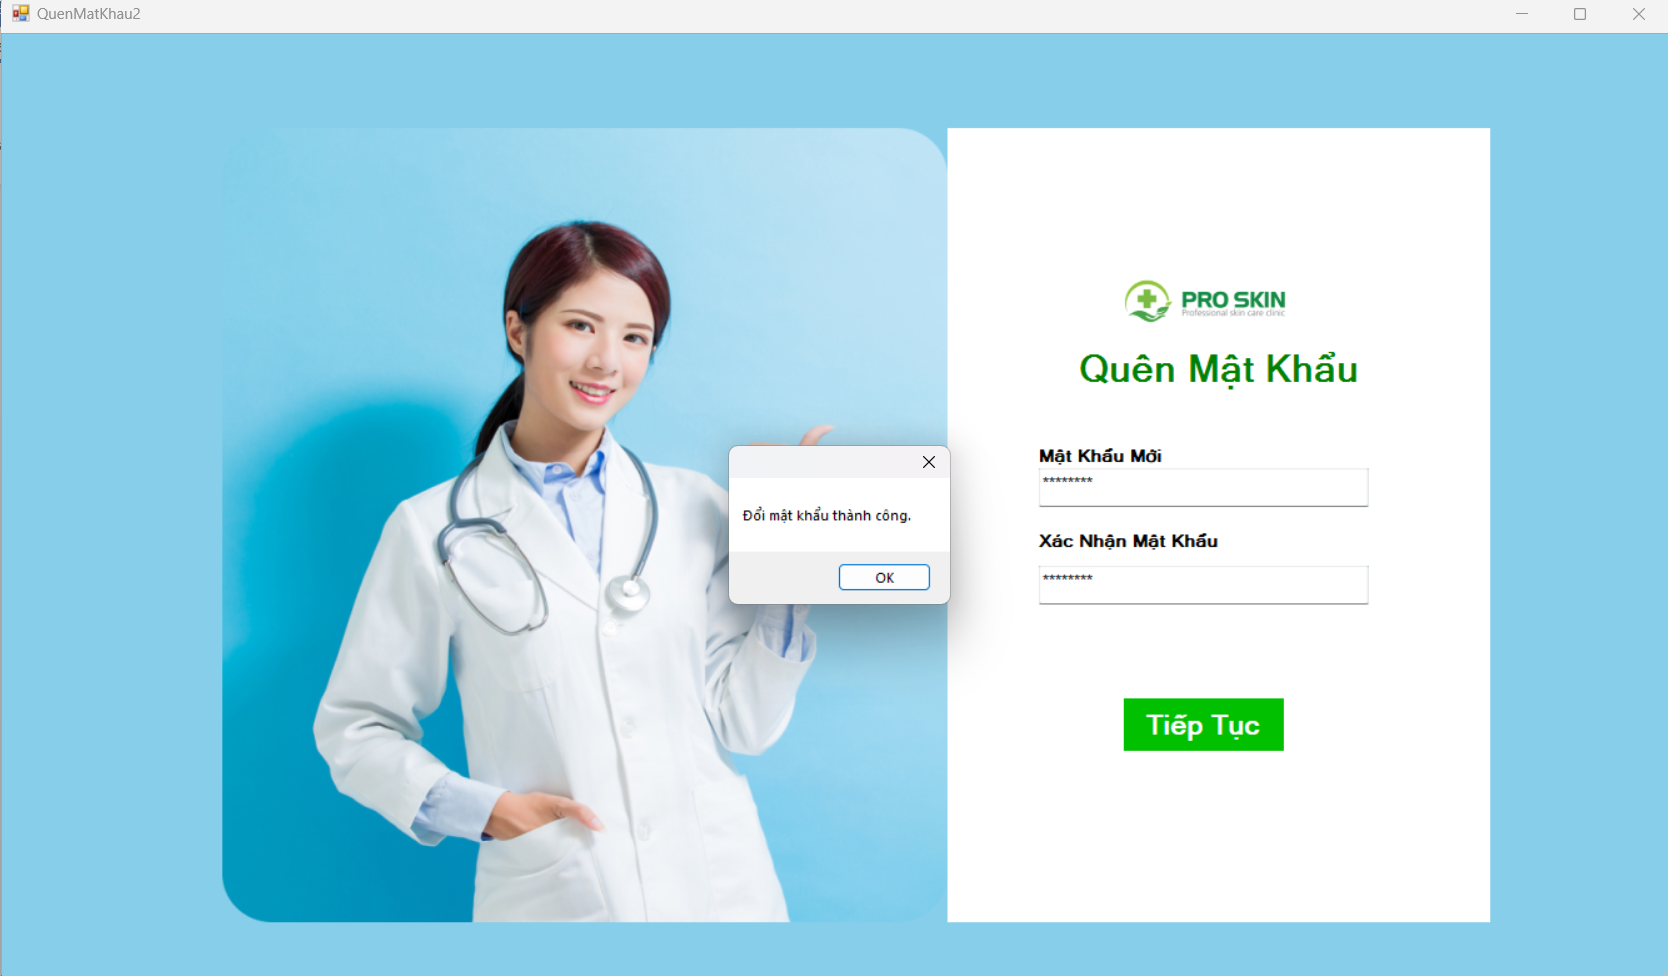 QuenMatKhau2
PRO SKIN
Professional skin care clinic
Quên Mật Khẩu
Mật Khẩu Mới
********
Xác Nhận Mật Khẩu
********
Tiếp Tục
Đổi mật khẩu thành công.
OK